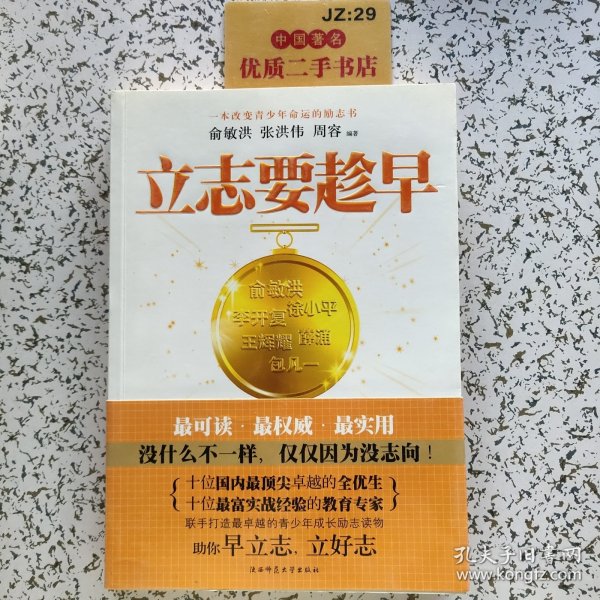 JZ:29
中国著名
优质二手书店
一本改变青少年命运的励志书
俞敏洪 张洪伟 周容 编著
立志要趁早
俞敏洪
李开复 徐小平
王辉耀 薛涌
包凡一
最可读·最权威·最实用
没什么不一样,仅仅因为没志向!
十位国内最顶尖卓越的全优生
十位最富实战经验的教育专家
联手打造最卓越的青少年成长励志读物
助你早立志,立好志
陕西师范大学出版社
孔夫子旧书网
www.kongfz.com